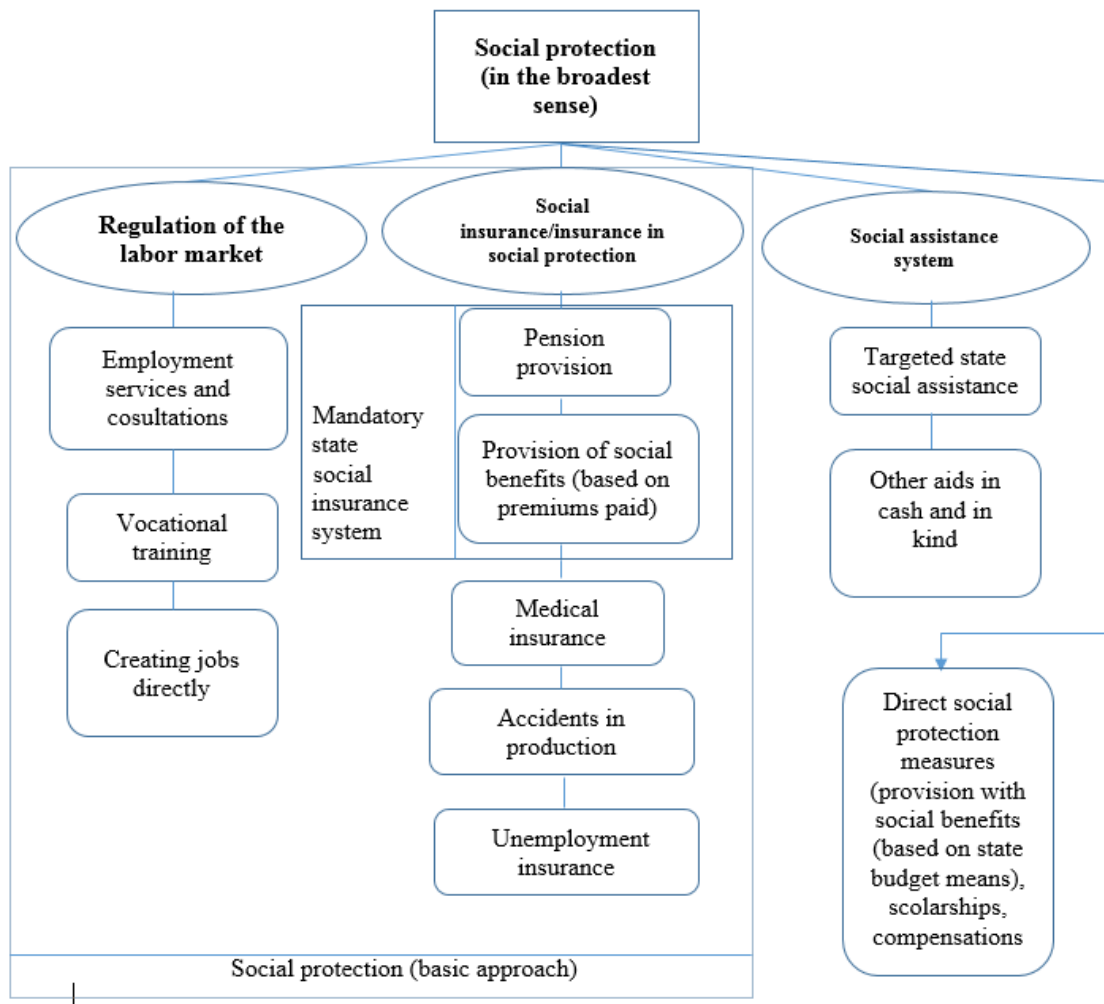 Social protection
(in the broadest
sense)
Regulation of the
labor market
Social
insurance/insurance in
social protection
Social assistance
system
Employment
services and
cosultations
Vocational
training
Creating jobs
directly
Mandatory
state
social
insurance
system
Pension
provision
Provision of social
benefits (based on
premiums paid)
Medical
insurance
Accidents in
production
Unemployment
insurance
Targeted state
social assistance
Other aids in
cash and in
kind
Direct social
protection
measures
(provision with
social benefits
(based on state
budget means),
scolarships,
compensations
Social protection (basic approach)